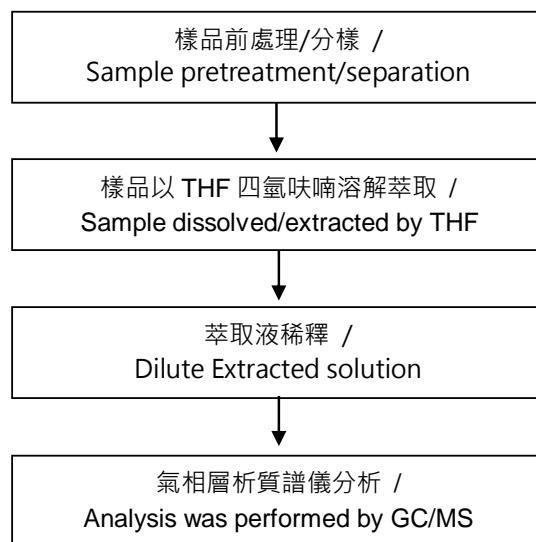 樣品前處理/分樣 /
Sample pretreatment/separation
樣品以 THF 四氫呋喃溶解萃取 /
Sample dissolved/extracted by THF
萃取液稀釋 /
Dilute Extracted solution
氣相層析質譜儀分析 /
Analysis was performed by GC/MS